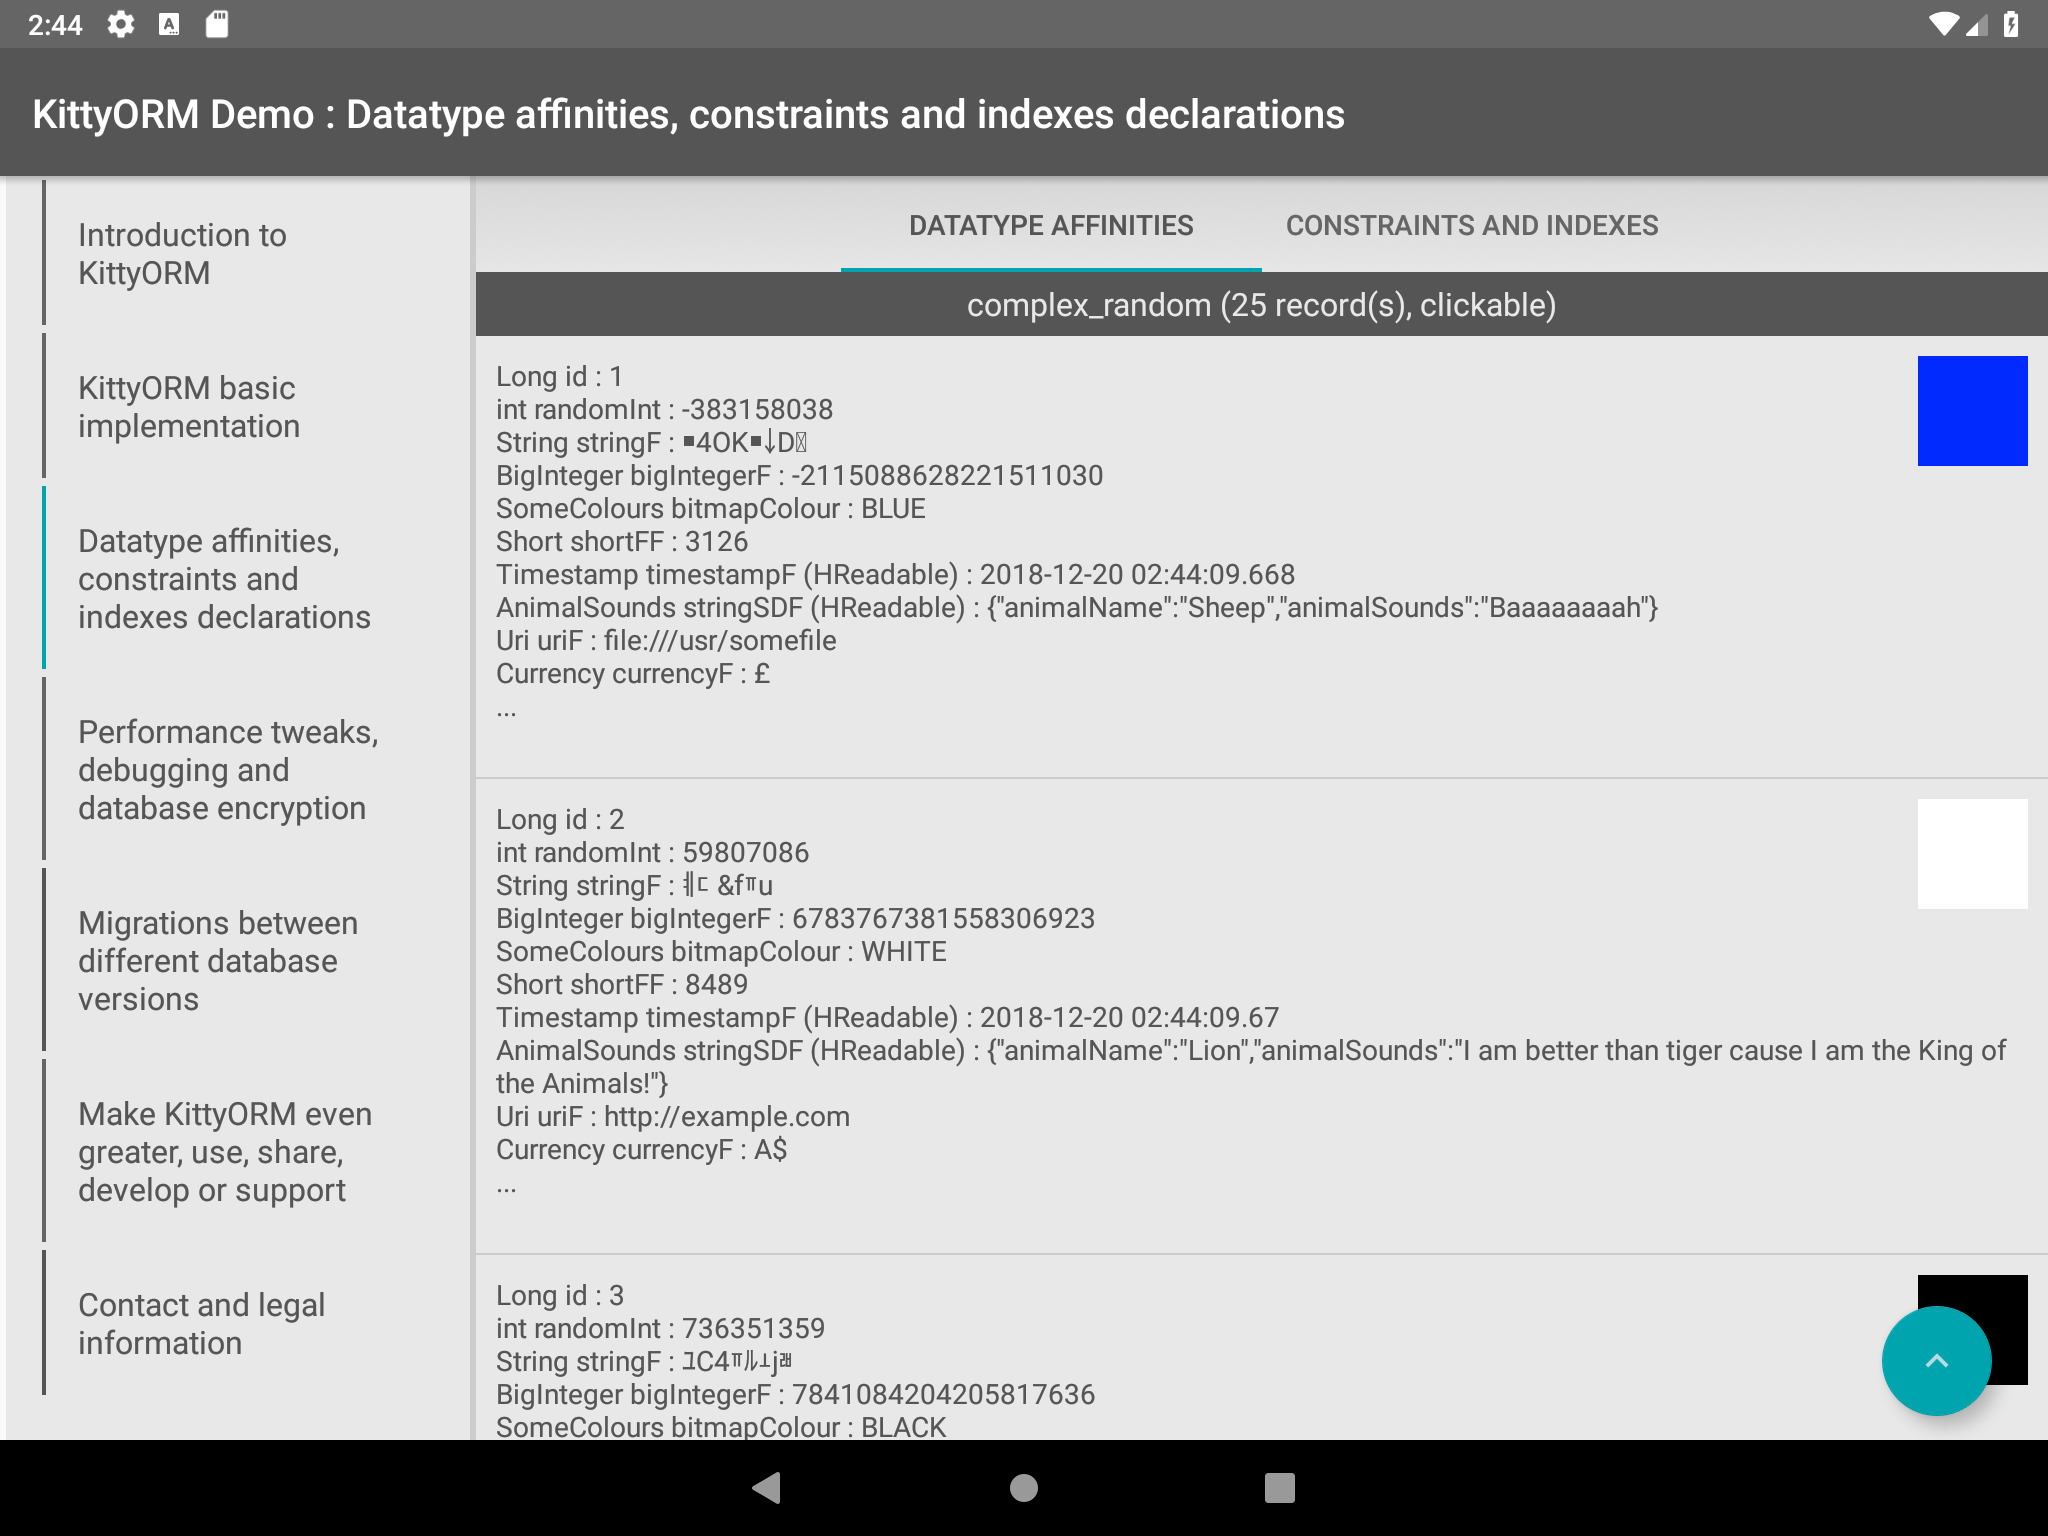 2:44
KittyORM Demo : Datatype affinities, constraints and indexes declarations
Introduction to
KittyORM
KittyORM basic
implementation
Datatype affinities,
constraints and
indexes declarations
Performance tweaks,
debugging and
database encryption
Migrations between
different database
versions
Make KittyORM even
greater, use, share,
develop or support
Contact and legal
information
DATATYPE AFFINITIES
CONSTRAINTS AND INDEXES
complex_random (25 record(s), clickable)
Long id : 1
int randomInt : -383158038
String stringF : ■4OK■↓D
BigInteger bigIntegerF : -2115088628221511030
SomeColours bitmapColour : BLUE
Short shortFF : 3126
Timestamp timestampF (HReadable) : 2018-12-20 02:44:09.668
AnimalSounds stringSDF (HReadable) : {"animalName":"Sheep","animalSounds":"Baaaaaaaah"}
Uri uriF : file:///usr/somefile
Currency currencyF : £
...
Long id : 2
int randomInt : 59807086
String stringF :
BigInteger bigIntegerF : 6783767381558306923
SomeColours bitmapColour : WHITE
Short shortFF : 8489
Timestamp timestampF (HReadable) : 2018-12-20 02:44:09.67
AnimalSounds stringSDF (HReadable) : {"animalName":"Lion","animalSounds":"I am better than tiger cause I am the King of
the Animals!"}
Uri uriF : http://example.com
Currency currencyF : A$
...
Long id : 3
int randomInt : 736351359
String stringF :
BigInteger bigIntegerF : 7841084204205817636
SomeColours bitmapColour : BLACK